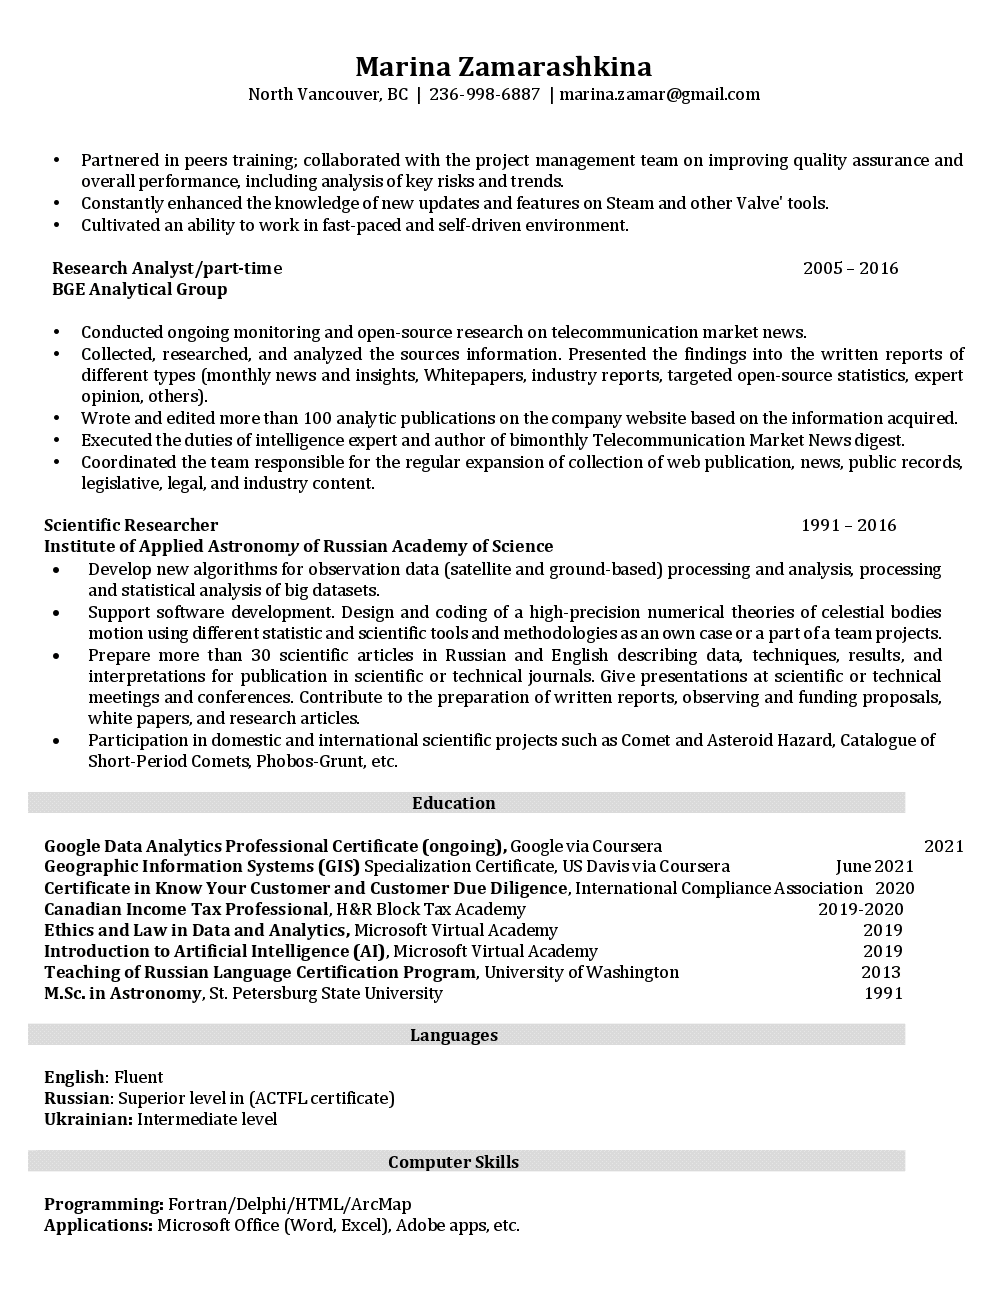 Marina Zamarashkina
North Vancouver, BC | 236-998-6887 | marina.zamar@gmail.com
• Partnered in peers training; collaborated with the project management team on improving quality assurance and
overall performance, including analysis of key risks and trends.
• Constantly enhanced the knowledge of new updates and features on Steam and other Valve' tools.
• Cultivated an ability to work in fast-paced and self-driven environment.
Research Analyst/part-time 2005 – 2016
BGE Analytical Group
• Conducted ongoing monitoring and open-source research on telecommunication market news.
• Collected, researched, and analyzed the sources information. Presented the findings into the written reports of
different types (monthly news and insights, Whitepapers, industry reports, targeted open-source statistics, expert
opinion, others).
• Wrote and edited more than 100 analytic publications on the company website based on the information acquired.
• Executed the duties of intelligence expert and author of bimonthly Telecommunication Market News digest.
• Coordinated the team responsible for the regular expansion of collection of web publication, news, public records,
legislative, legal, and industry content.
Scientific Researcher 1991 – 2016
Institute of Applied Astronomy of Russian Academy of Science
• Develop new algorithms for observation data (satellite and ground-based) processing and analysis, processing
and statistical analysis of big datasets.
• Support software development. Design and coding of a high-precision numerical theories of celestial bodies
motion using different statistic and scientific tools and methodologies as an own case or a part of a team projects.
• Prepare more than 30 scientific articles in Russian and English describing data, techniques, results, and
interpretations for publication in scientific or technical journals. Give presentations at scientific or technical
meetings and conferences. Contribute to the preparation of written reports, observing and funding proposals,
white papers, and research articles.
• Participation in domestic and international scientific projects such as Comet and Asteroid Hazard, Catalogue of
Short-Period Comets, Phobos-Grunt, etc.
Education
Google Data Analytics Professional Certificate (ongoing), Google via Coursera 2021
Geographic Information Systems (GIS) Specialization Certificate, US Davis via Coursera June 2021
Certificate in Know Your Customer and Customer Due Diligence, International Compliance Association 2020
Canadian Income Tax Professional, H&R Block Tax Academy 2019-2020
Ethics and Law in Data and Analytics, Microsoft Virtual Academy 2019
Introduction to Artificial Intelligence (AI), Microsoft Virtual Academy 2019
Teaching of Russian Language Certification Program, University of Washington 2013
M.Sc. in Astronomy, St. Petersburg State University 1991
Languages
English: Fluent
Russian: Superior level in (ACTFL certificate)
Ukrainian: Intermediate level
Computer Skills
Programming: Fortran/Delphi/HTML/ArcMap
Applications: Microsoft Office (Word, Excel), Adobe apps, etc.